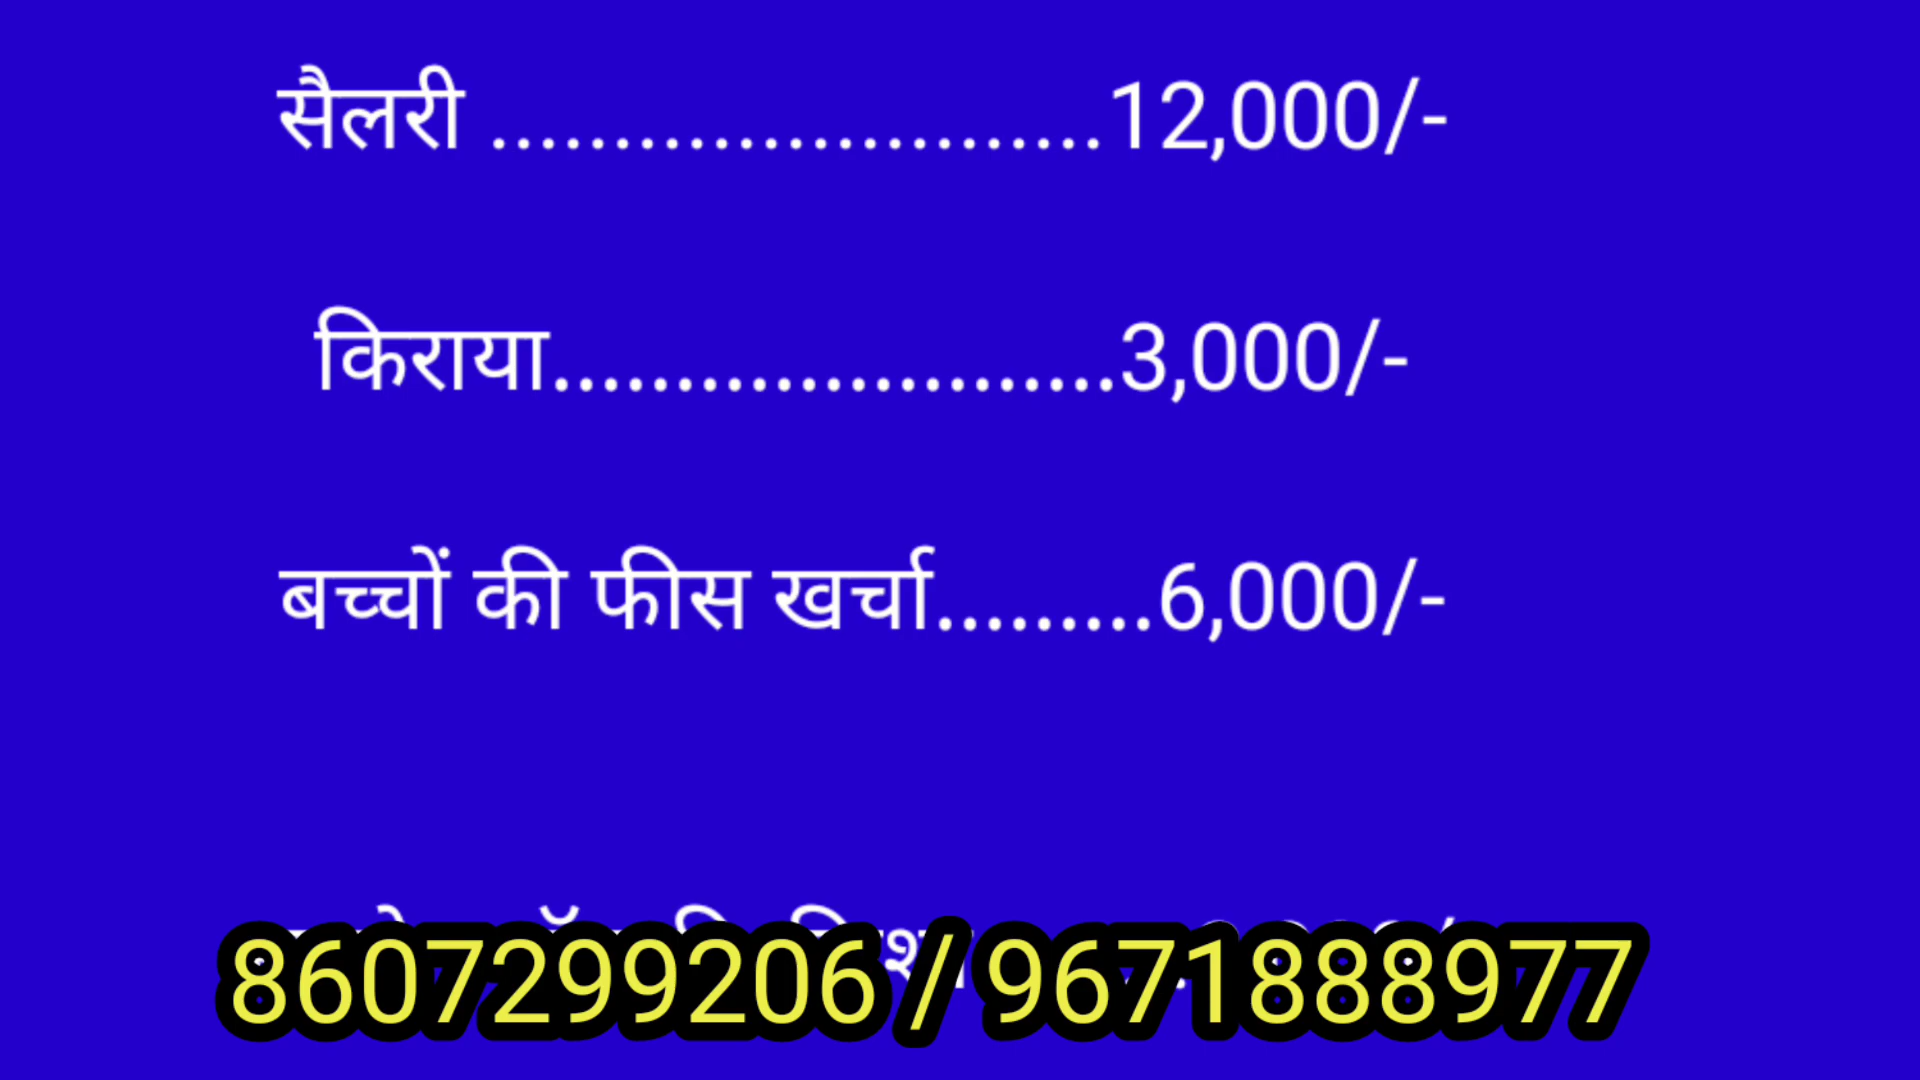 सैलरी .........................12,000/-
किराया.......................3,000/-
बच्चों की फीस खर्चा.........6,000/-
8607299206 / 9671888977